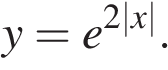 y = e^{2|x|}.